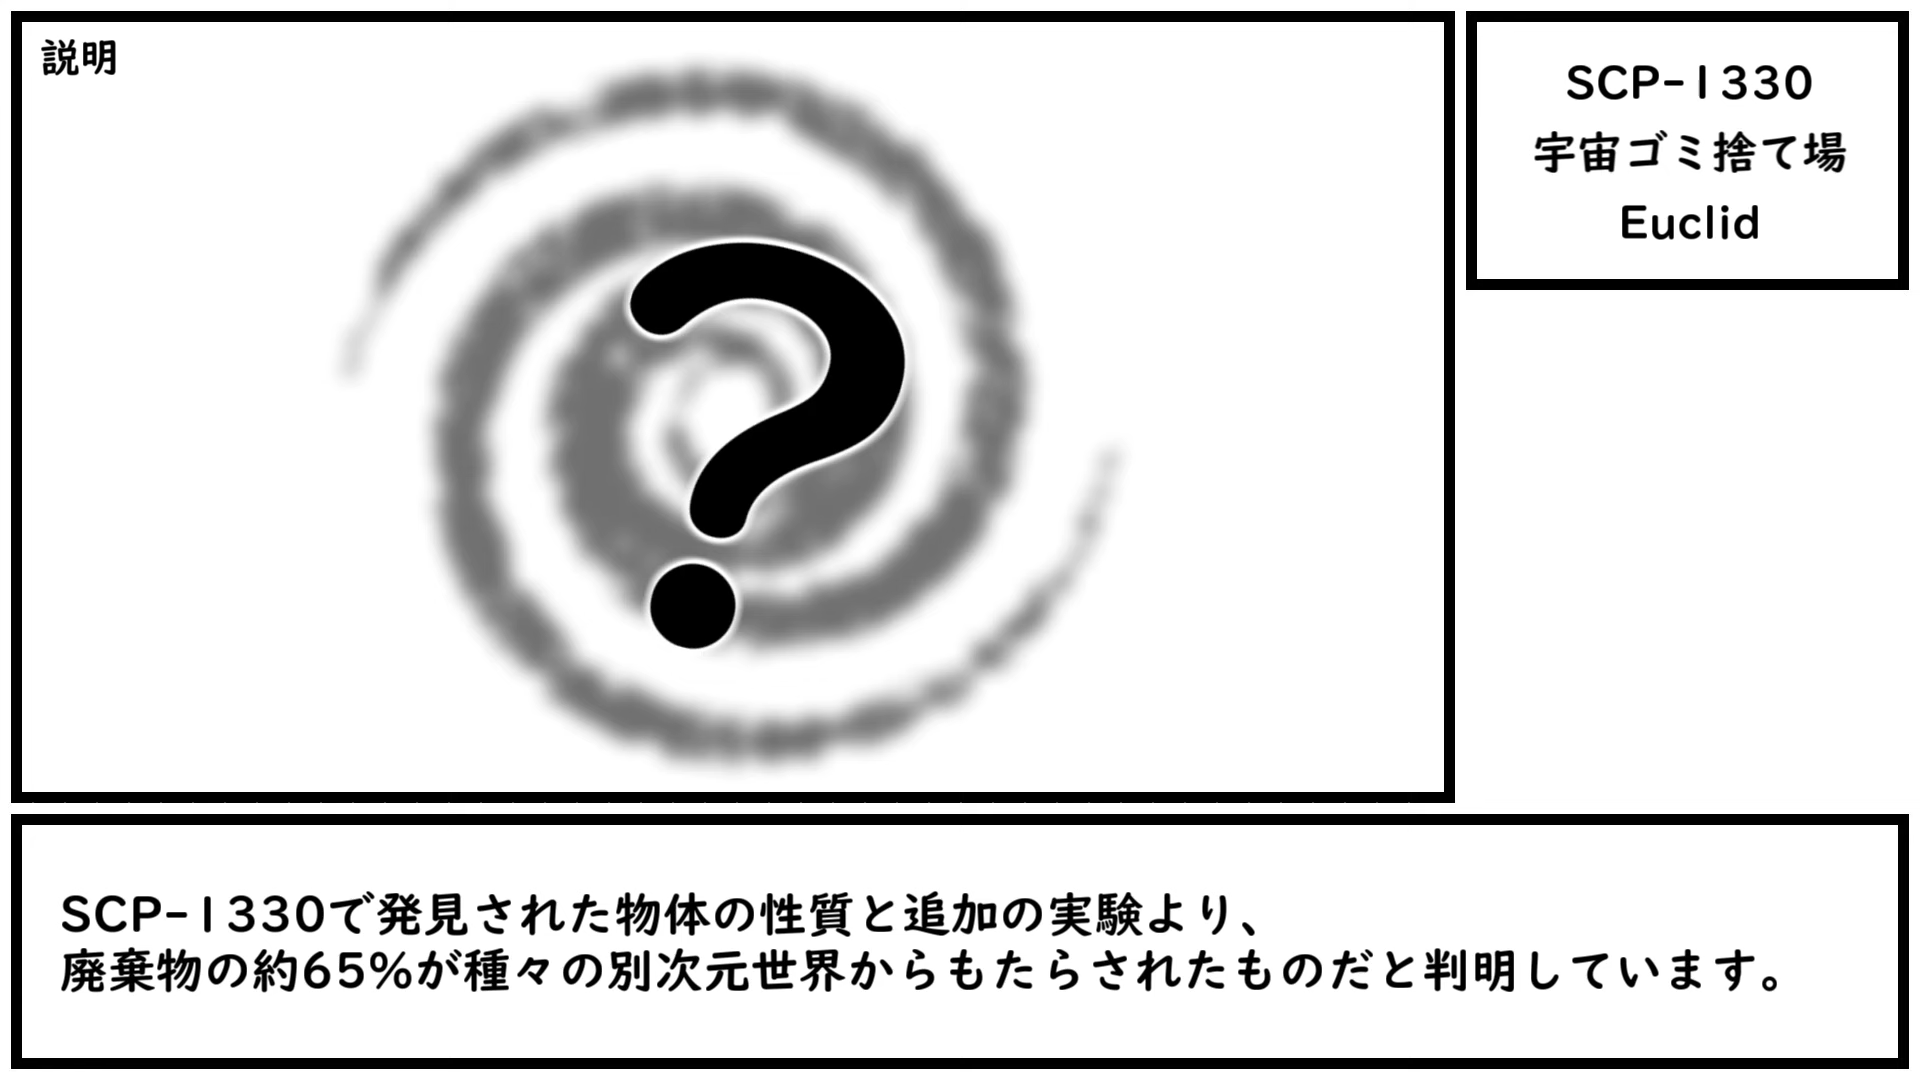 説明
SCP-1330
宇宙ゴミ捨て場
Euclid
?
SCP-1330で発見された物体の性質と追加の実験より、
廃棄物の約65%が種々の別次元世界からもたらされたものだと判明しています。